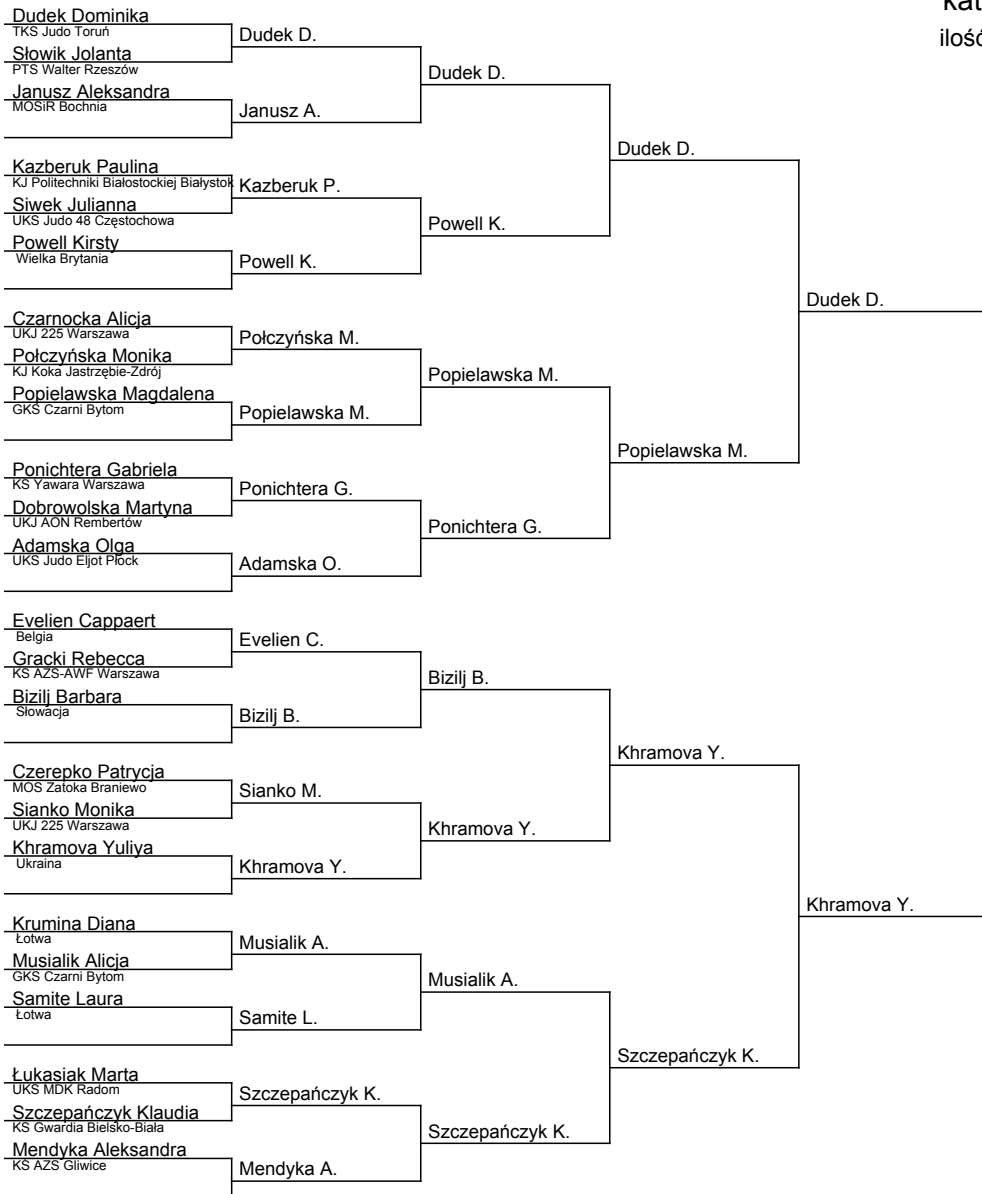 kat
ilość
Dudek Dominika
TKS Judo Toruń
Słowik Jolanta
PTS Walter Rzeszów
Janusz Aleksandra
MOSiR Bochnia
Kazberuk Paulina
KJ Politechniki Białostockiej Białystok
Siwek Julianna
UKS Judo 48 Częstochowa
Powell Kirsty
Wielka Brytania
Czarnocka Alicja
UKJ 225 Warszawa
Połczyńska Monika
KJ Koka Jastrzębie-Zdrój
Popielawska Magdalena
GKS Czarni Bytom
Ponichtera Gabriela
KS Yawara Warszawa
Dobrowolska Martyna
UKJ AON Rembertów
Adamska Olga
UKS Judo Eljot Płock
Evelien Cappaert
Belgia
Gracki Rebecca
KS AZS-AWF Warszawa
Bizilj Barbara
Słowacja
Czerepko Patrycja
MOS Zatoka Braniewo
Sianko Monika
UKJ 225 Warszawa
Khramova Yuliya
Ukraina
Krumina Diana
Łotwa
Musialik Alicja
GKS Czarni Bytom
Samite Laura
Łotwa
Łukasiak Marta
UKS MDK Radom
Szczepańczyk Klaudia
KS Gwardia Bielsko-Biała
Mendyka Aleksandra
KS AZS Gliwice
Dudek D.
Janusz A.
Kazberuk P.
Powell K.
Połczyńska M.
Popielawska M.
Ponichtera G.
Adamska O.
Evelien C.
Bizilj B.
Sianko M.
Khramova Y.
Musialik A.
Samite L.
Szczepańczyk K.
Mendyka A.
Dudek D.
Powell K.
Popielawska M.
Ponichtera G.
Bizilj B.
Khramova Y.
Musialik A.
Szczepańczyk K.
Dudek D.
Popielawska M.
Khramova Y.
Szczepańczyk K.
Dudek D.
Khramova Y.